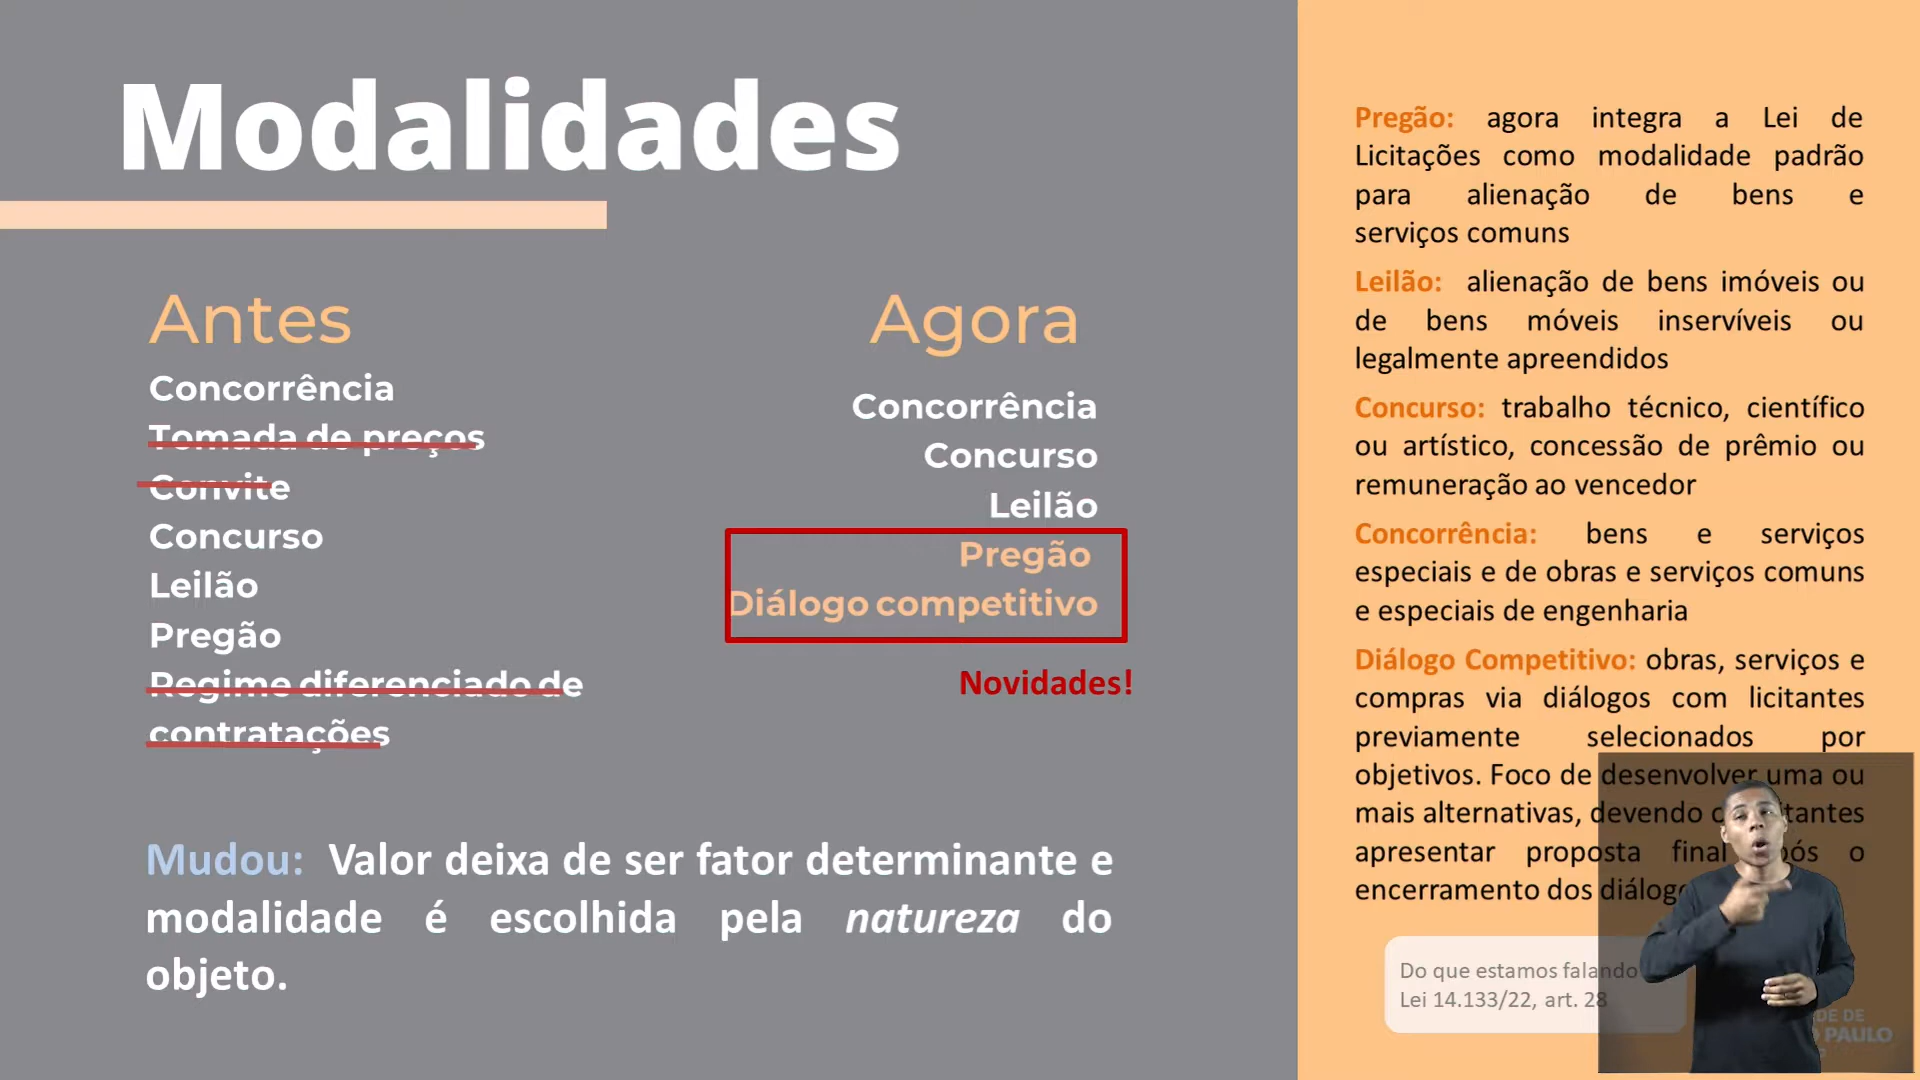 Modalidades
Antes
Concorrência
Tomada de preços
Convite
Concurso
Leilão
Pregão
Regime diferenciado de
contratações
Agora
Concorrência
Concurso
Leilão
Pregão
Diálogo competitivo
Novidades!
Mudou: Valor deixa de ser fator determinante e
modalidade é escolhida pela natureza do
objeto.
Pregão: agora integra a Lei de
Licitações como modalidade padrão
para alienação de bens e
serviços comuns
Leilão: alienação de bens imóveis ou
de bens móveis inservíveis ou
legalmente apreendidos
Concurso: trabalho técnico, científico
ou artístico, concessão de prêmio ou
remuneração ao vencedor
Concorrência: bens e serviços
especiais e de obras e serviços comuns
e especiais de engenharia
Diálogo Competitivo: obras, serviços e
compras via diálogos com licitantes
previamente selecionados por
objetivos. Foco de desenvolver uma ou
mais alternativas, devendo
apresentar proposta final o
encerramento dos
Do que estamos falando
Lei 14.133/22, art. 28
DE DE
PAULO